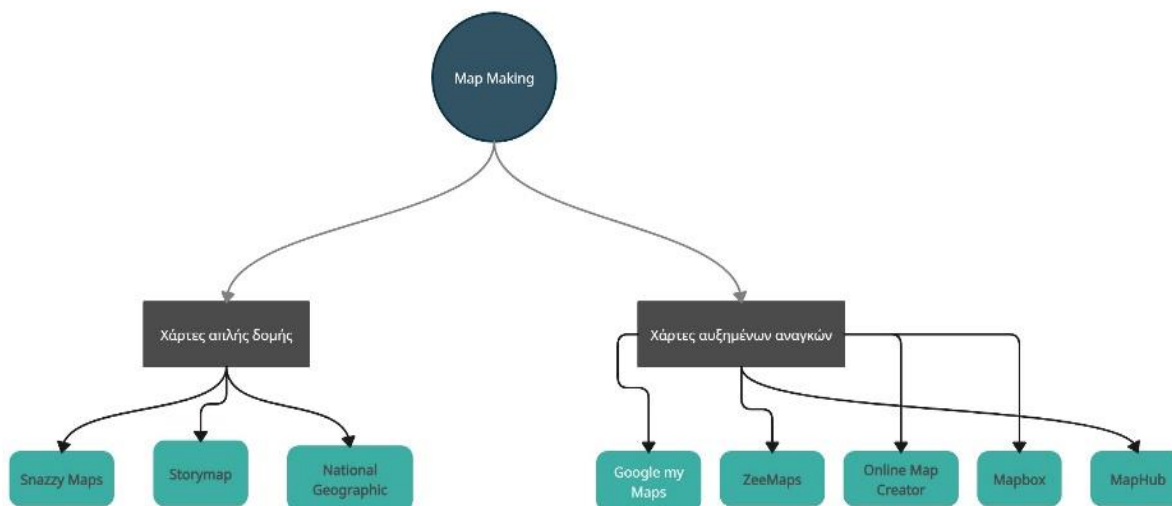 Map Making
Χάρτες απλής δομής
Χάρτες αυξημένων αναγκών
Snazzy Maps
Storymap
National
Geographic
Google my
Maps
ZeeMaps
Online Map
Creator
Mapbox
MapHub